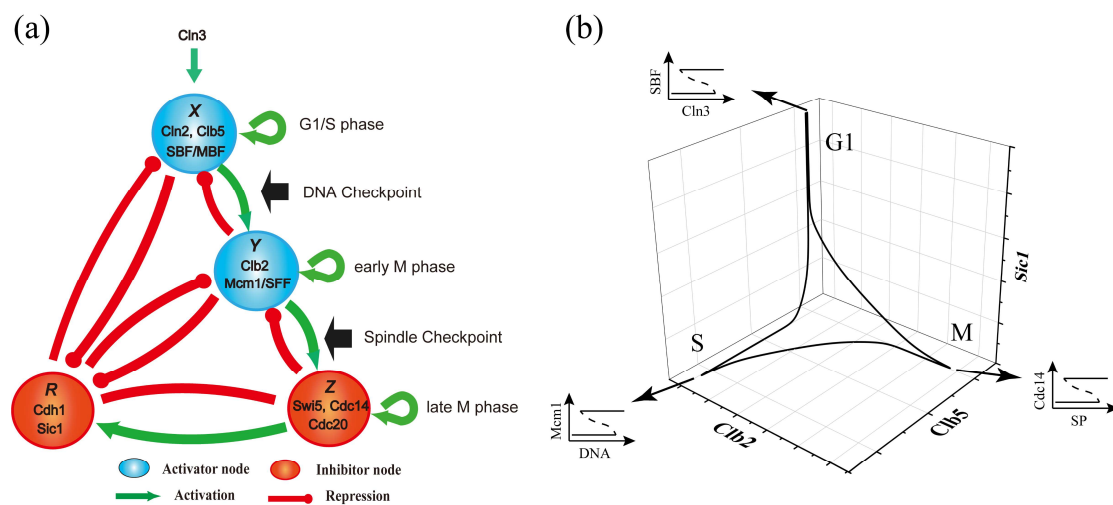 (a)
Cln3
X
Cln2, Clb5
SBF/MBF
G1/S phase
DNA Checkpoint
Y
Clb2
Mcm1/SFF
early M phase
Spindle Checkpoint
R
Cdh1
Sic1
Z
Swi5, Cdc14
Cdc20
late M phase
Activator node
Inhibitor node
Activation
Repression
(b)
SBF
Cln3
G1
Sic1
S
M
Mcm1
DNA
Clb2
Clb5
Cdc14
SP